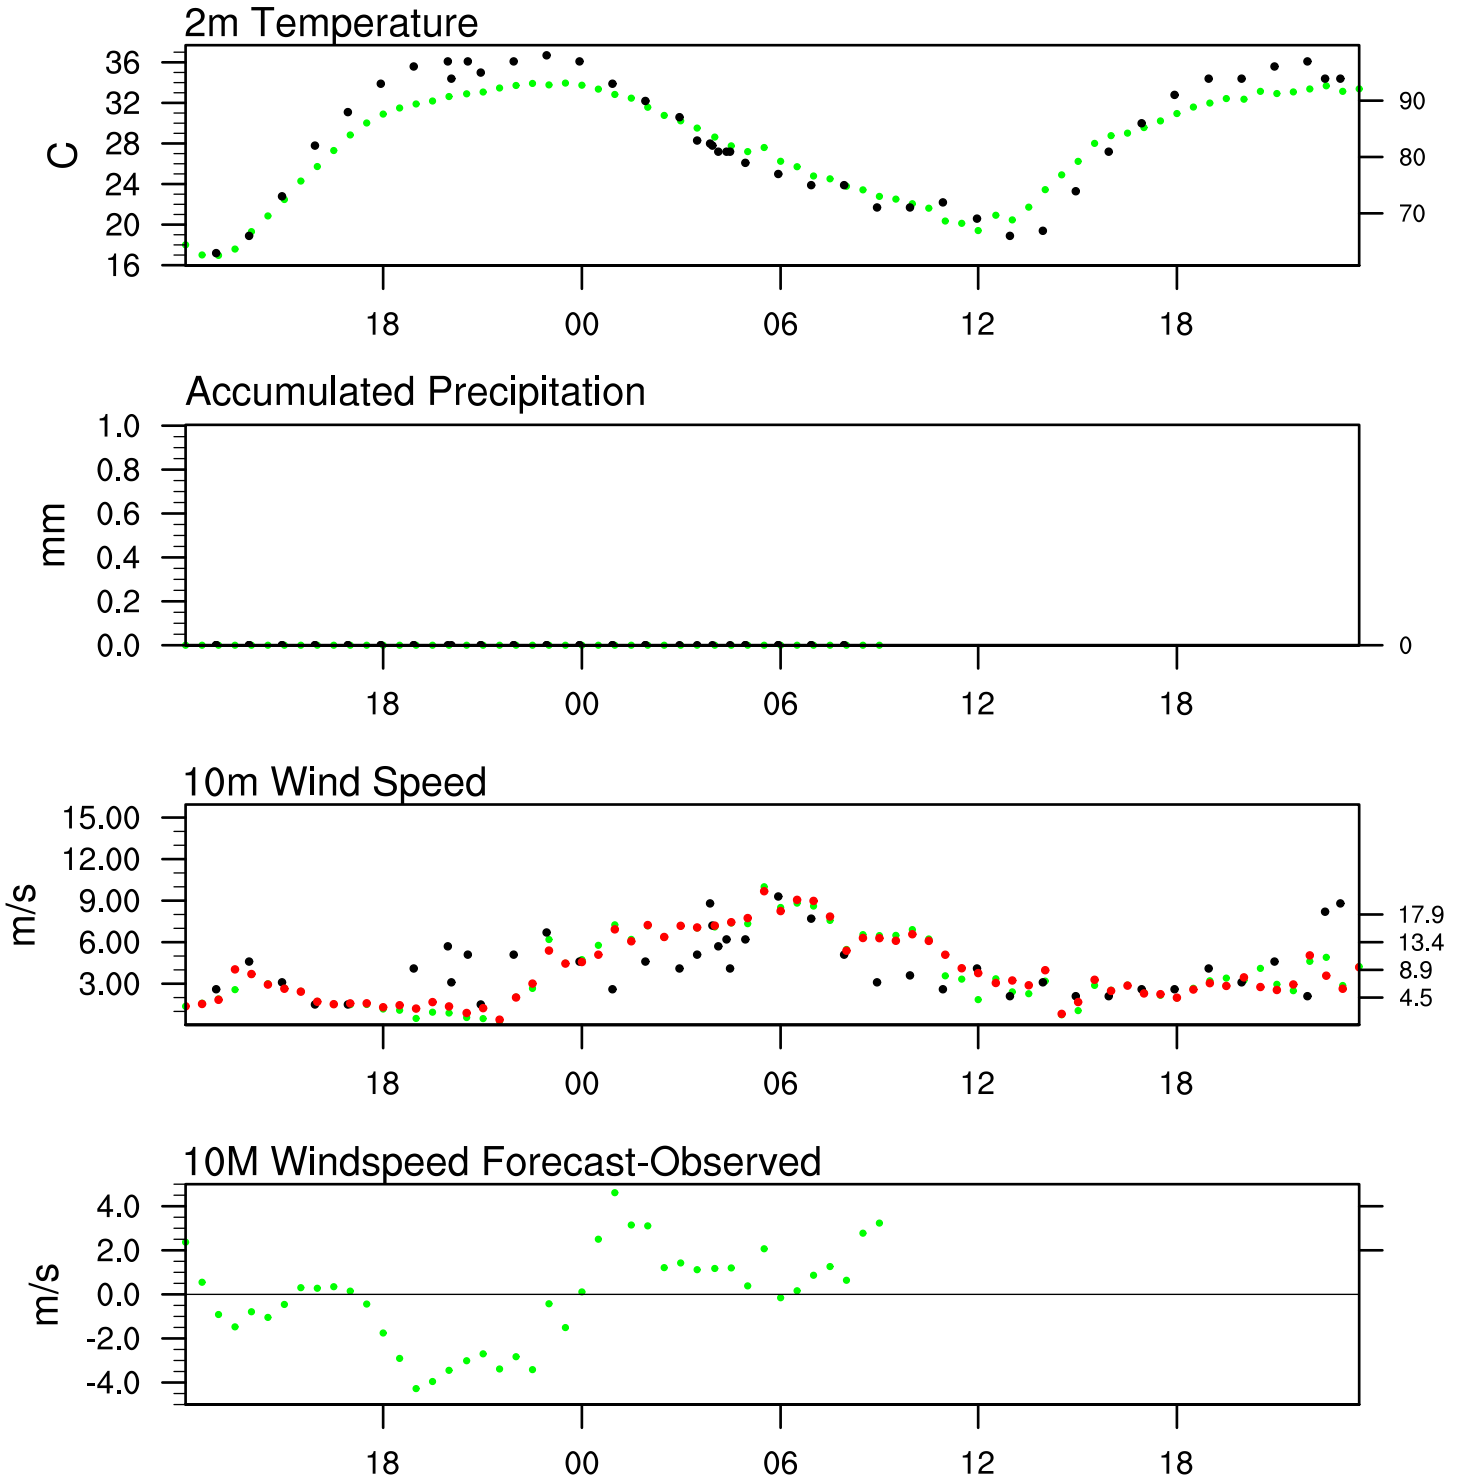 2m Temperature
36
32
28
24
20
16
C
90
80
70
18 00 06 12 18
Accumulated Precipitation
1.0
0.8
0.6
0.4
0.2
0.0
mm
0
18 00 06 12 18
10m Wind Speed
15.00
12.00
9.00
6.00
3.00
m/s
17.9
13.4
8.9
4.5
18 00 06 12 18
10M Windspeed Forecast-Observed
4.0
2.0
0.0
-2.0
-4.0
m/s
18 00 06 12 18